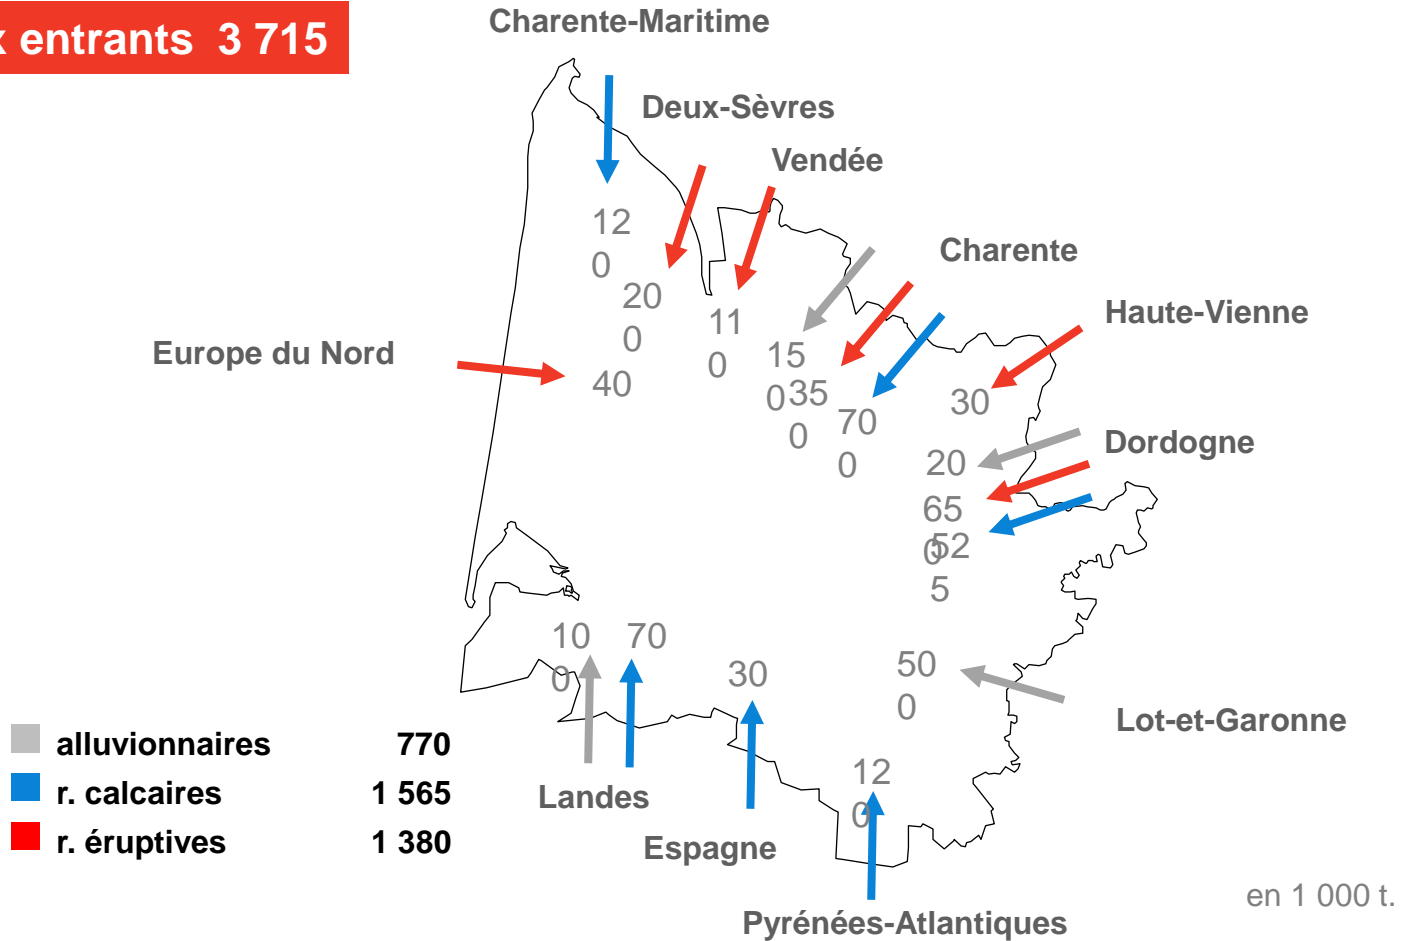 x entrants 3 715
Charente-Maritime
Deux-Sèvres
Vendée
Charente
Haute-Vienne
Europe du Nord
Dordogne
12
0
20
0
11
0
40
15
0
35
0
70
0
30
20
65
0
52
5
10
0
70
30
50
0
12
0
Lot-et-Garonne
alluvionnaires 770
r. calcaires 1 565
r. éruptives 1 380
Landes
Espagne
Pyrénées-Atlantiques
en 1 000 t.